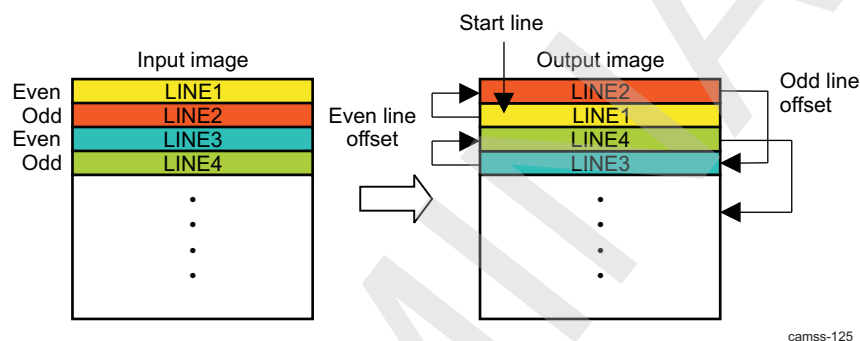 Start line
Input image
Output image
Even LINE1
Odd LINE2
Even LINE3
Odd LINE4
Even line
offset
LINE2
LINE1
LINE4
LINE3
Odd line
offset
camss-125